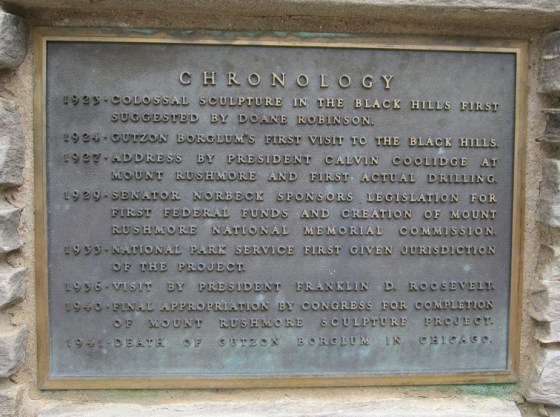 CHRONOLOGY
1923-COLOSSAL SCULPTURE IN THE BLACK HILLS FIRST
SUGGESTED BY DOANE ROBINSON.
1924-GUTZON BORGLUM'S FIRST VISIT TO THE BLACK HILLS.
1927-ADDRESS BY PRESIDENT CALVIN COOLIDGE AT
MOUNT RUSHMORE AND FIRST ACTUAL DRILLING.
1929-SENATOR NORBECK SPONSORS LEGISLATION FOR
FIRST FEDERAL FUNDS AND CREATION OF MOUNT
RUSHMORE NATIONAL MEMORIAL COMMISSION.
1933-NATIONAL PARK SERVICE FIRST GIVEN JURISDICTION
OF THE PROJECT.
1936-VISIT BY PRESIDENT FRANKLIN D. ROOSEVELT.
1940-FINAL APPROPRIATION BY CONGRESS FOR COMPLETION
OF MOUNT RUSHMORE SCULPTURE PROJECT.
1941-DEATH OF GUTZON BORGLUM IN CHICAGO.